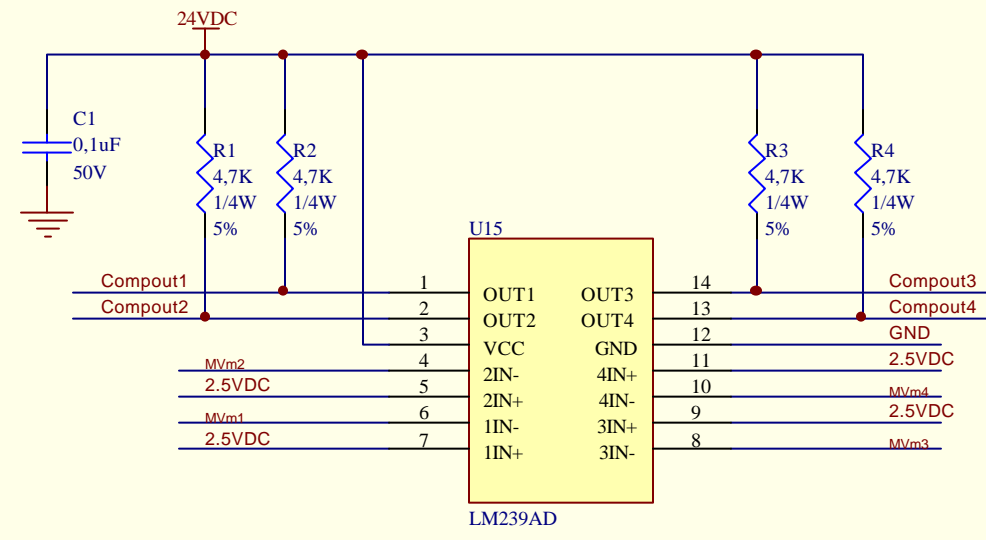 24VDC
C1
0,1uF
50V
R1
4,7K
1/4W
5%
R2
4,7K
1/4W
5%
R3
4,7K
1/4W
5%
R4
4,7K
1/4W
5%
U15
Compout1
1
OUT1
OUT3
14
Compout3
Compout2
2
OUT2
OUT4
13
Compout4
3
VCC
GND
12
GND
MVm2
4
2IN-
4IN+
11
2.5VDC
2.5VDC
5
2IN+
4IN-
10
MVm4
MVm1
6
1IN-
3IN+
9
2.5VDC
2.5VDC
7
1IN+
3IN-
8
MVm3
LM239AD